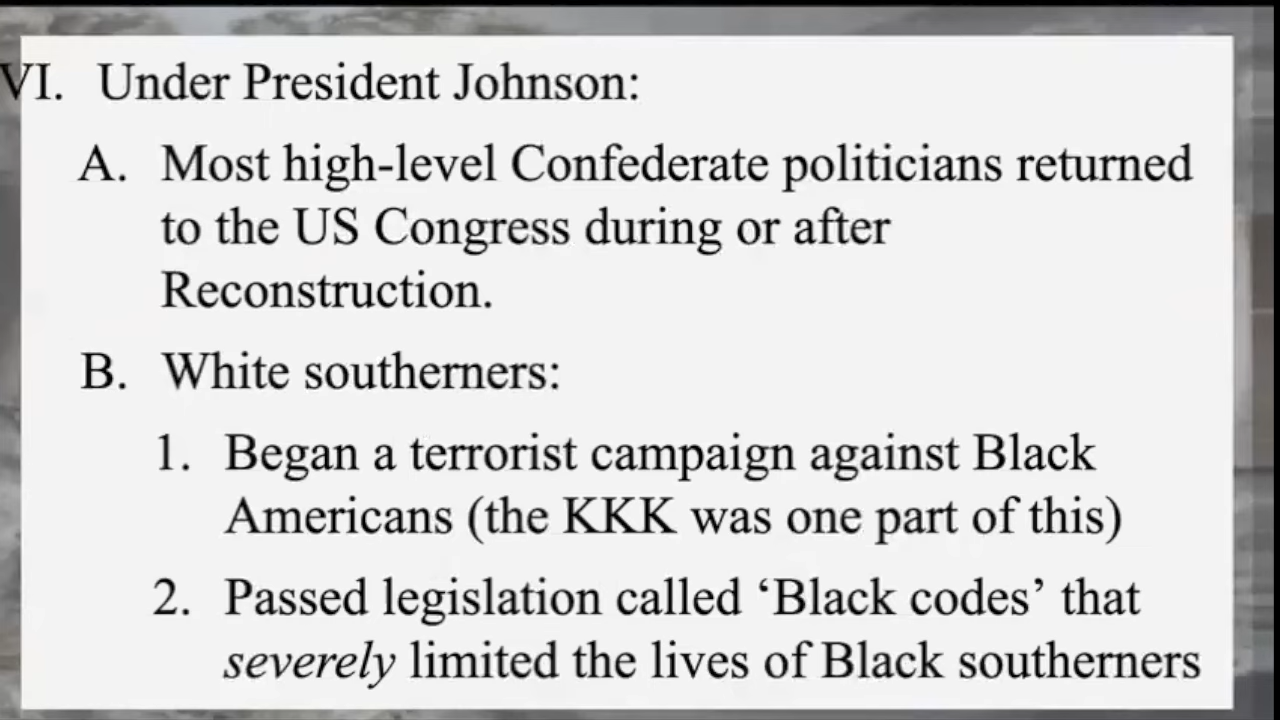 VI. Under President Johnson:
A. Most high-level Confederate politicians returned
to the US Congress during or after
Reconstruction.
B. White southerners:
1. Began a terrorist campaign against Black
Americans (the KKK was one part of this)
2. Passed legislation called ‘Black codes’ that
severely limited the lives of Black southerners